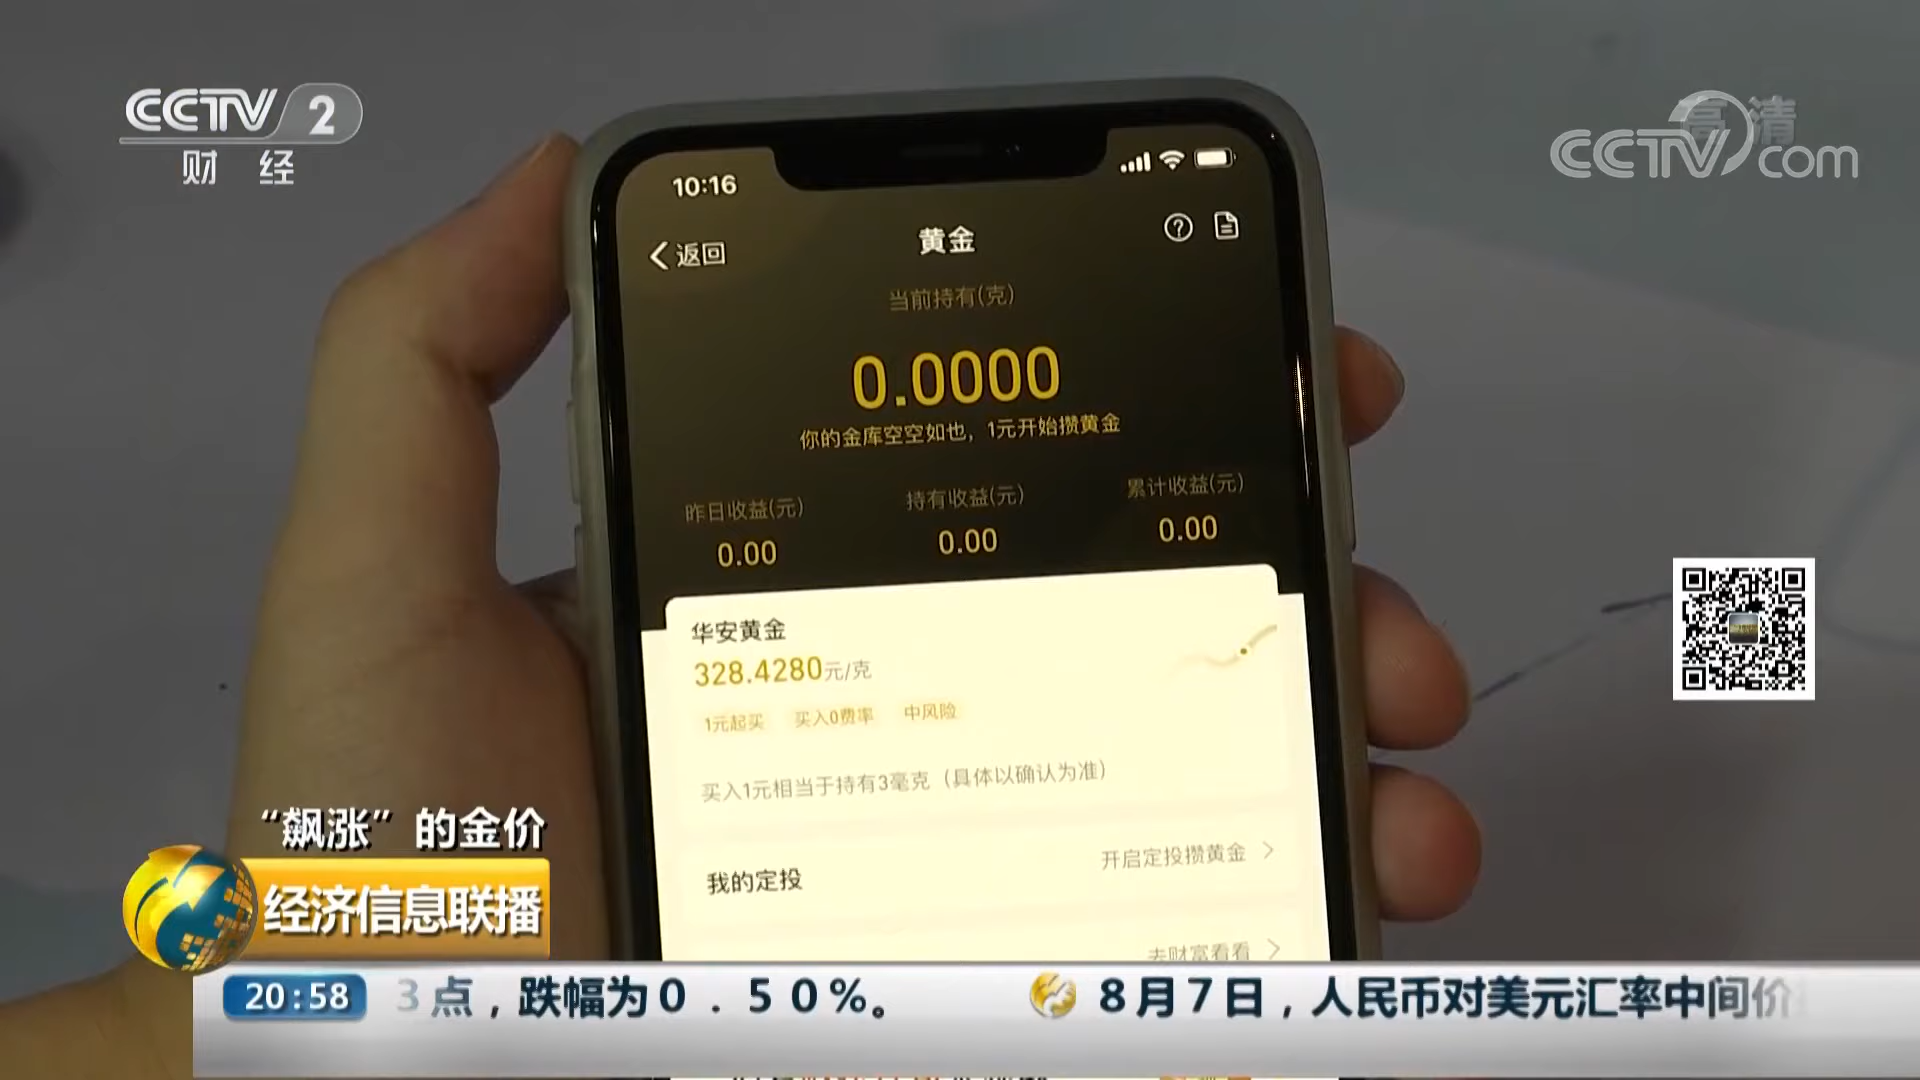 CCTV 2
财 经
高清
CCTV com
10:16
返回
黄金
当前持有(克)
0.0000
你的金库空空如也，1元开始攒黄金
昨日收益(元) 持有收益(元) 累计收益(元)
0.00 0.00 0.00
华安黄金
328.4280元/克
1元起买 买入0费率 中风险
买入1元相当于持有3毫克（具体以确认为准）
我的定投 开启定投攒黄金
去财富看看
“飙涨”的金价
经济信息联播
20:58 3点，跌幅为0．50%。 8月7日，人民币对美元汇率中间价